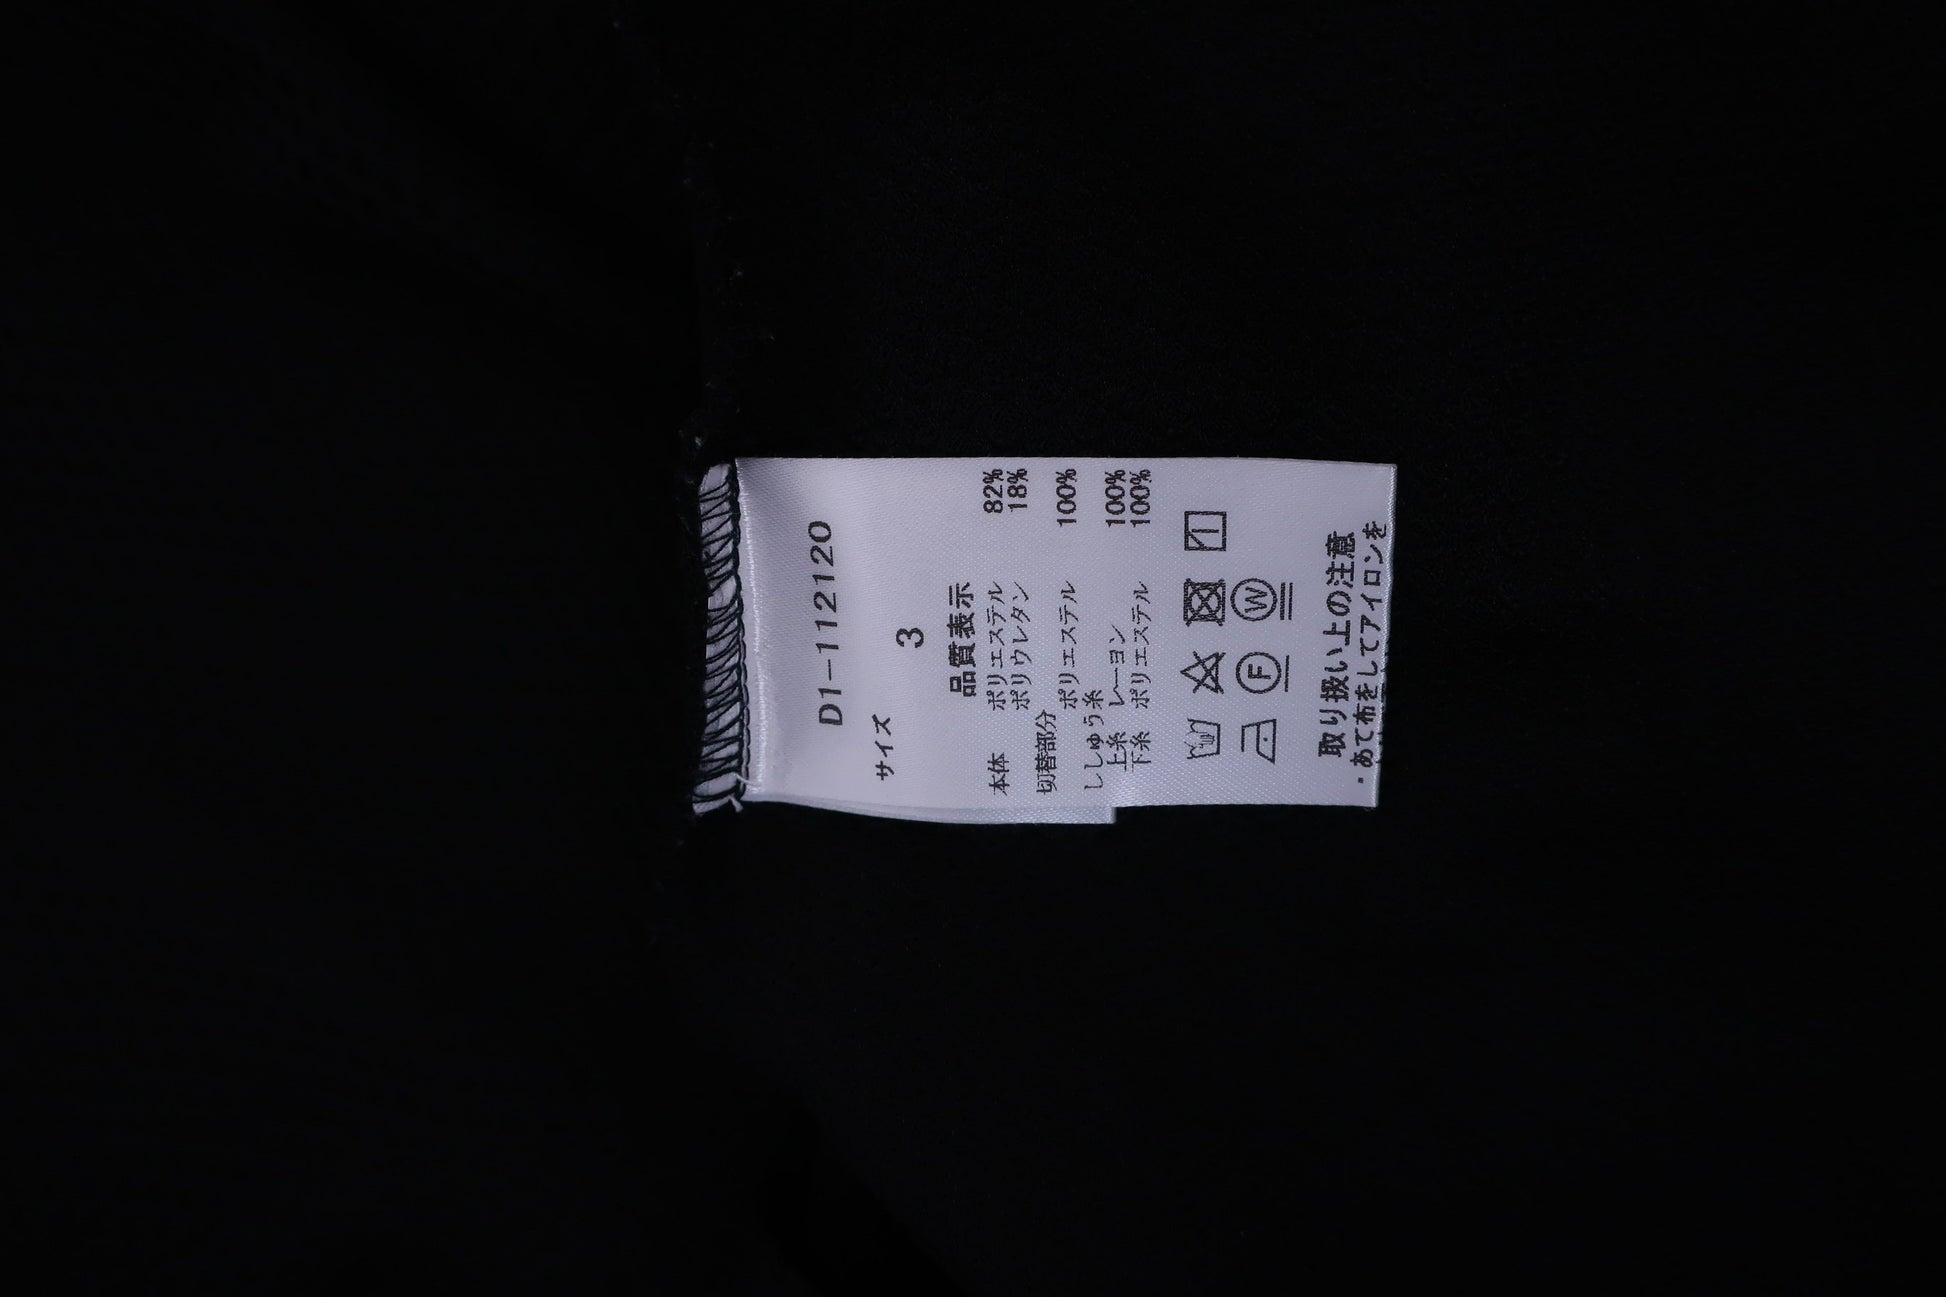 D1-112120
サイズ
3
品質表示
本体 ポリエステル 82%
ポリウレタン 18%
切替部分
ポリエステル 100%
ししゅう糸
上糸 レーヨン 100%
下糸 ポリエステル 100%
F W
取り扱い上の注意
・あて布をしてアイロンを